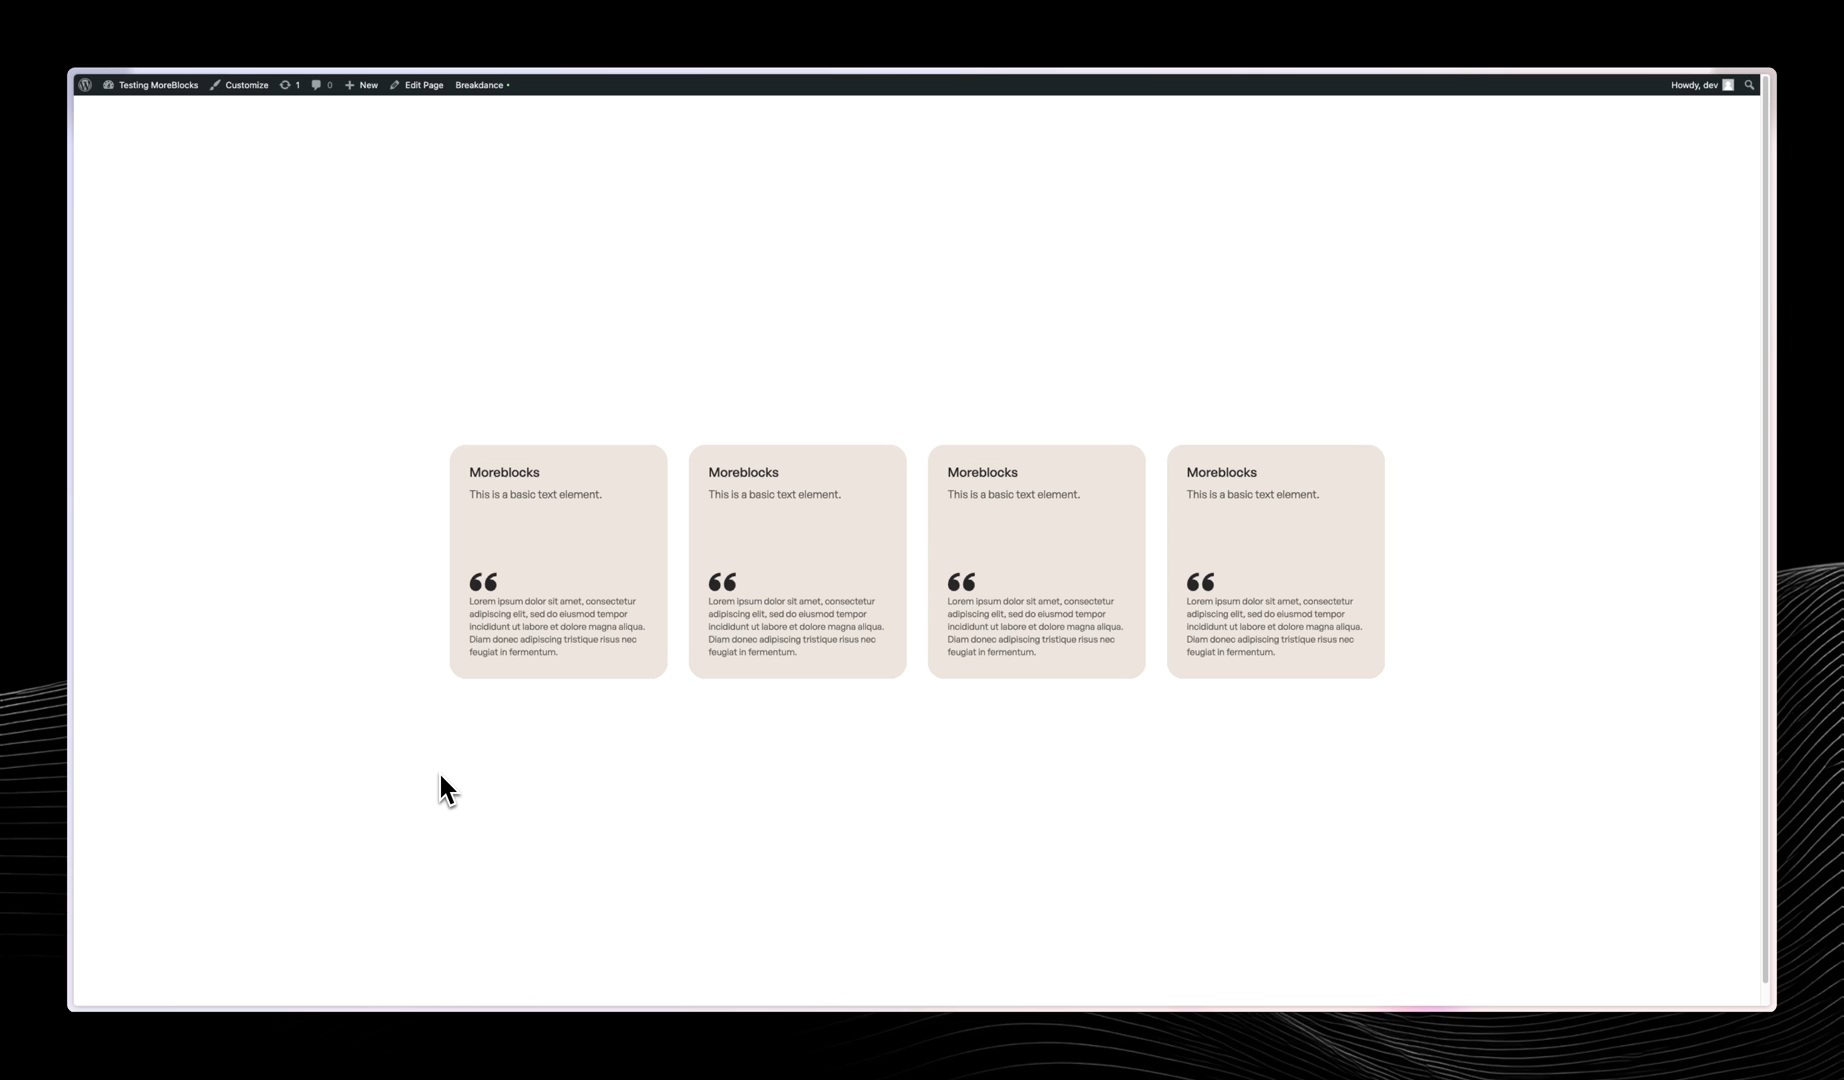 Testing MoreBlocks Customize 1 0 New Edit Page Breakdance • Howdy, dev
Moreblocks
This is a basic text element.
Lorem ipsum dolor sit amet, consectetur
adipiscing elit, sed do eiusmod tempor
incididunt ut labore et dolore magna aliqua.
Diam donec adipiscing tristique risus nec
feugiat in fermentum.
Moreblocks
This is a basic text element.
Lorem ipsum dolor sit amet, consectetur
adipiscing elit, sed do eiusmod tempor
incididunt ut labore et dolore magna aliqua.
Diam donec adipiscing tristique risus nec
feugiat in fermentum.
Moreblocks
This is a basic text element.
Lorem ipsum dolor sit amet, consectetur
adipiscing elit, sed do eiusmod tempor
incididunt ut labore et dolore magna aliqua.
Diam donec adipiscing tristique risus nec
feugiat in fermentum.
Moreblocks
This is a basic text element.
Lorem ipsum dolor sit amet, consectetur
adipiscing elit, sed do eiusmod tempor
incididunt ut labore et dolore magna aliqua.
Diam donec adipiscing tristique risus nec
feugiat in fermentum.